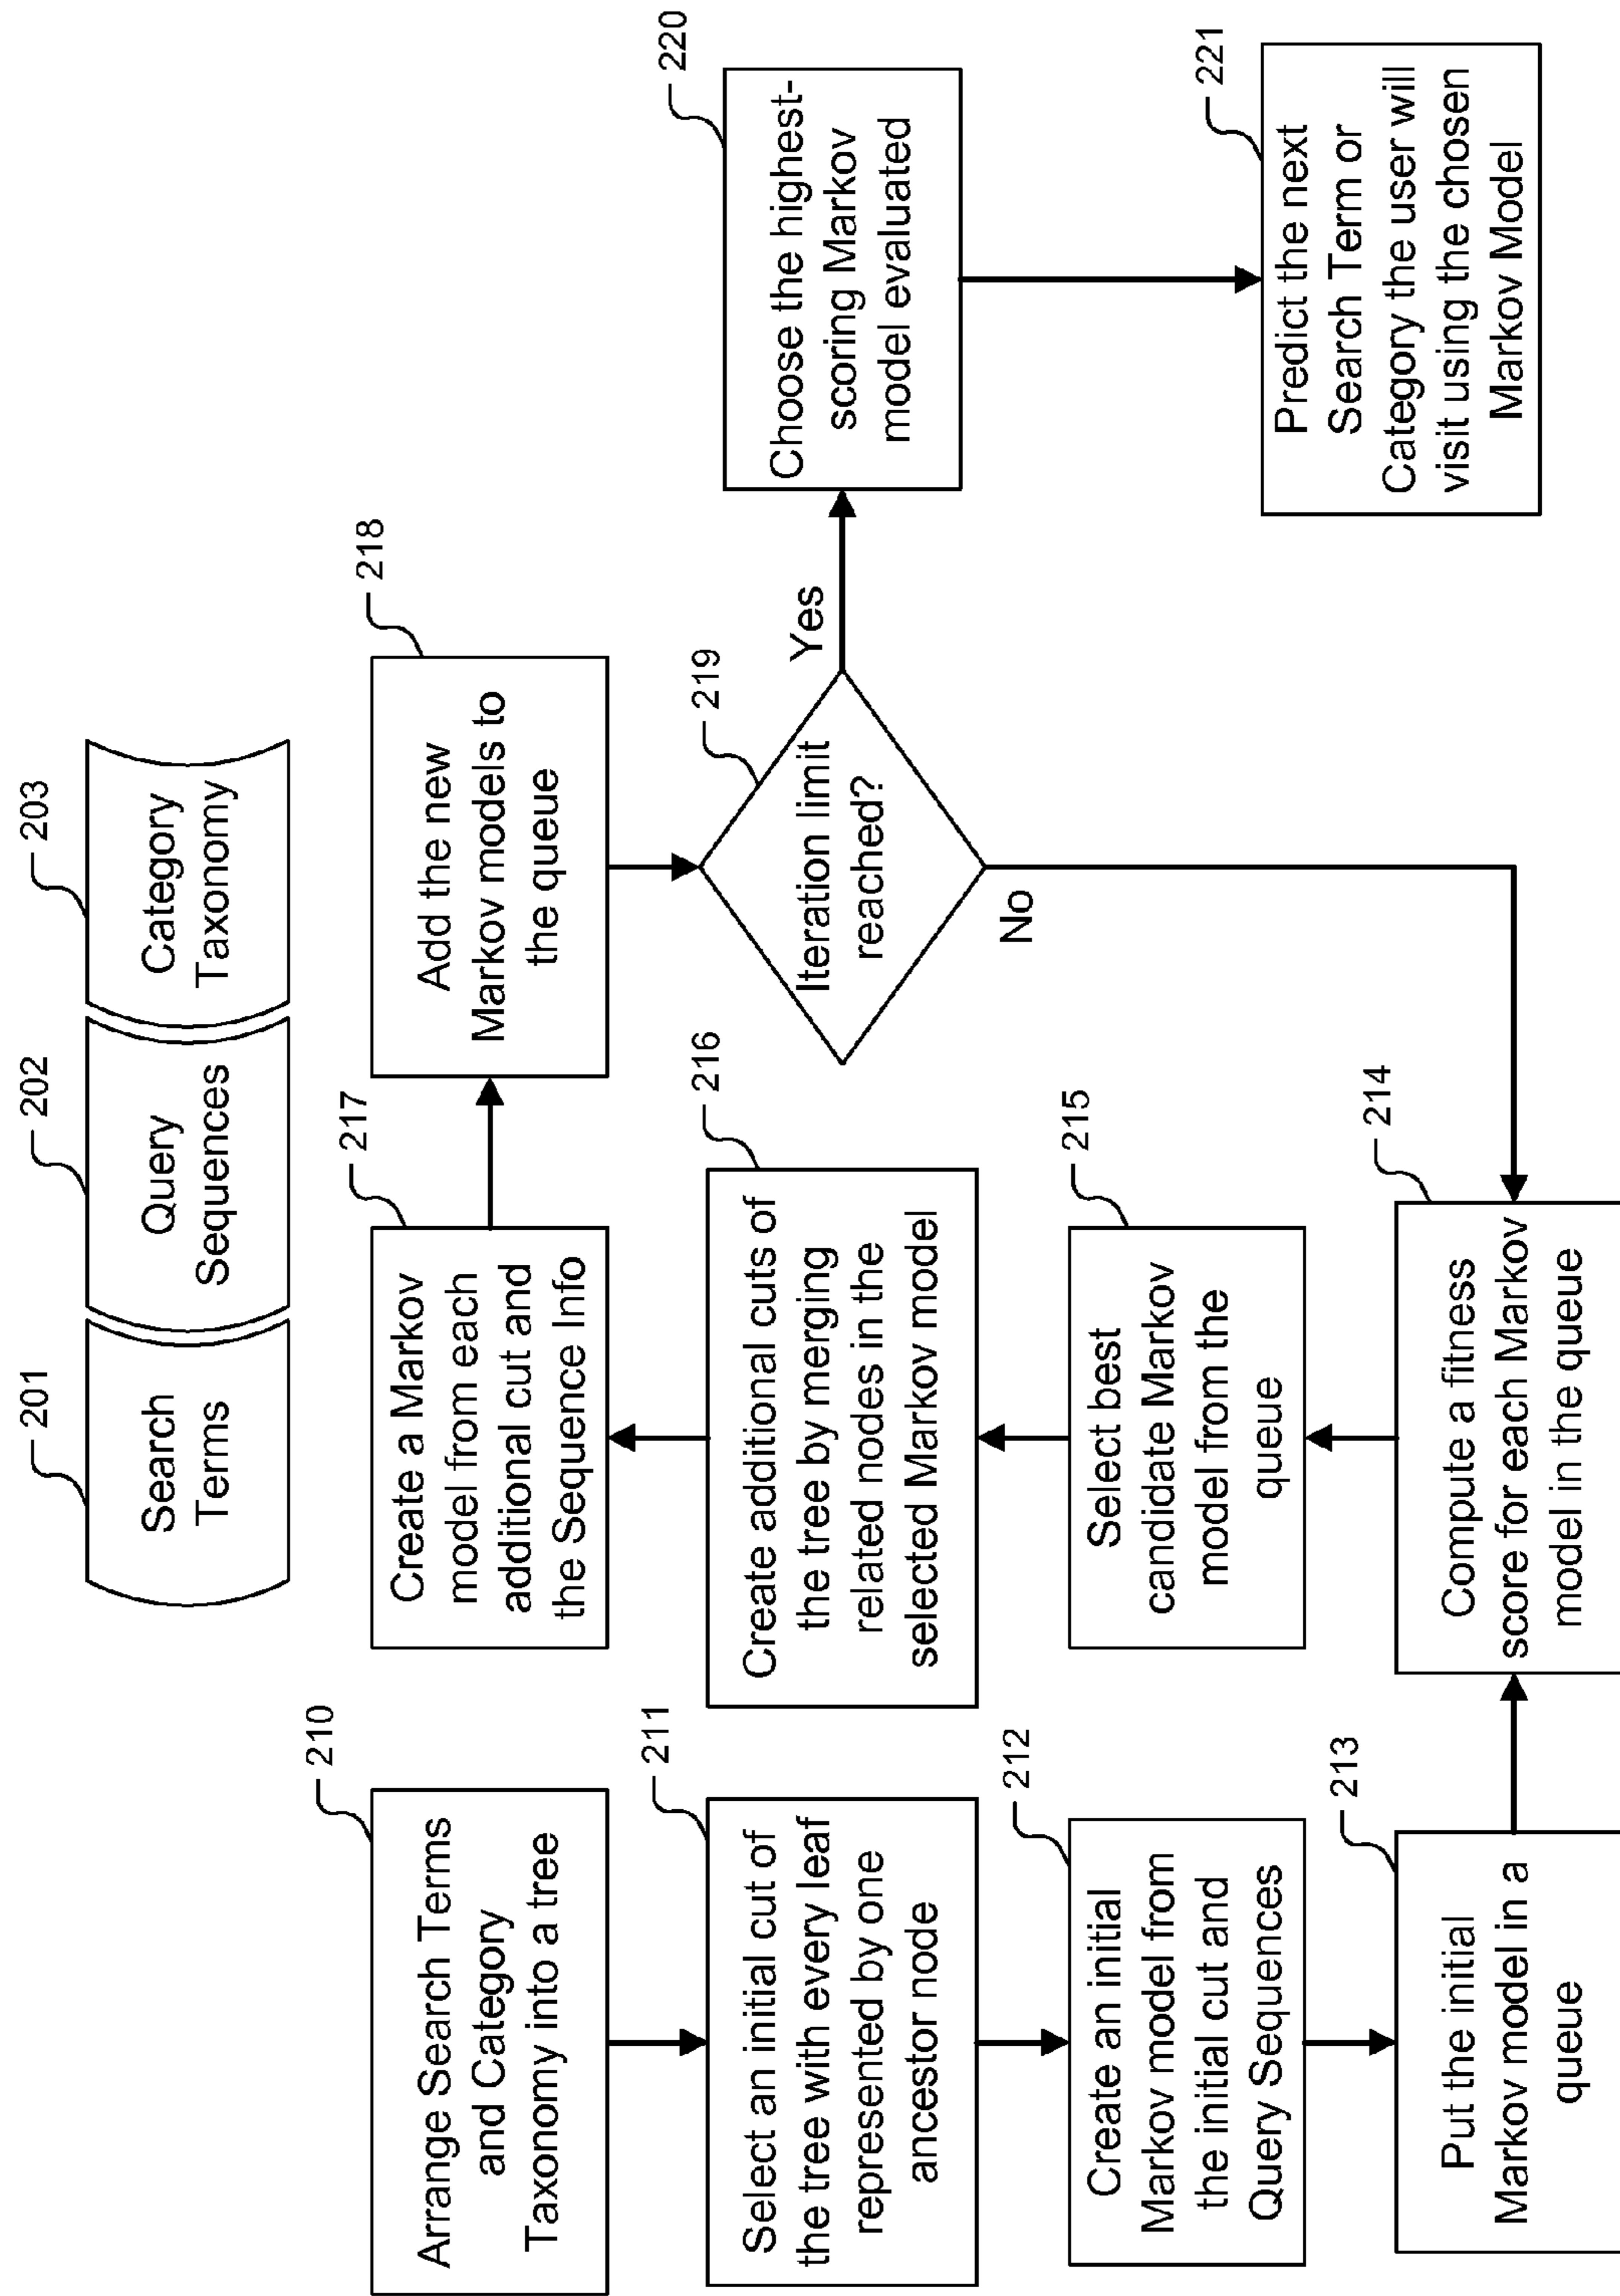 201
Search
Terms
202
Query
Sequences
203
Category
Taxonomy
210
Arrange Search Terms
and Category
Taxonomy into a tree
211
Select an initial cut of
the tree with every leaf
represented by one
ancestor node
212
Create an initial
Markov model from
the initial cut and
Query Sequences
213
Put the initial
Markov model in a
queue
214
Compute a fitness
score for each Markov
model in the queue
215
Select best
candidate Markov
model from the
queue
216
Create additional cuts of
the tree by merging
related nodes in the
selected Markov model
217
Create a Markov
model from each
additional cut and
the Sequence Info
218
Add the new
Markov models to
the queue
219
Iteration limit
reached?
Yes
No
220
Choose the highest-
scoring Markov
model evaluated
221
Predict the next
Search Term or
Category the user will
visit using the chosen
Markov Model